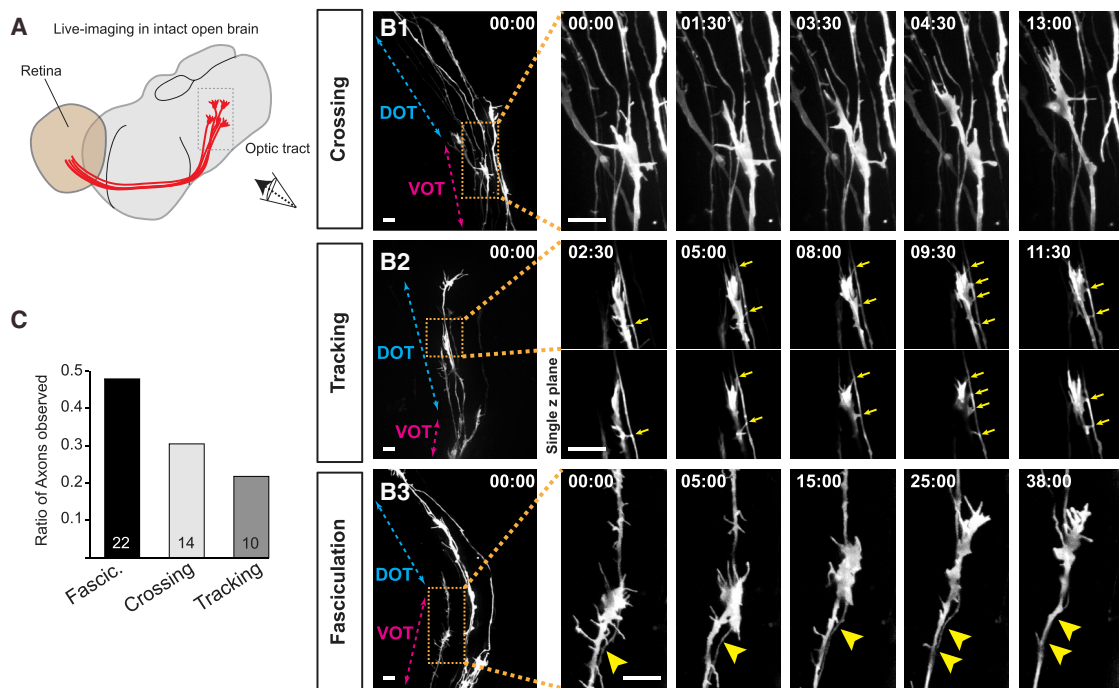 A
Live-imaging in intact open brain
Retina
Optic tract
Crossing
B1
00:00
DOT
VOT
00:00
01:30'
03:30
04:30
13:00
Tracking
B2
00:00
DOT
VOT
Single z plane
02:30
05:00
08:00
09:30
11:30
C
Ratio of Axons observed
0.5
0.4
0.3
0.2
0.1
22
14
10
Fascic.
Crossing
Tracking
Fasciculation
B3
00:00
DOT
VOT
00:00
05:00
15:00
25:00
38:00